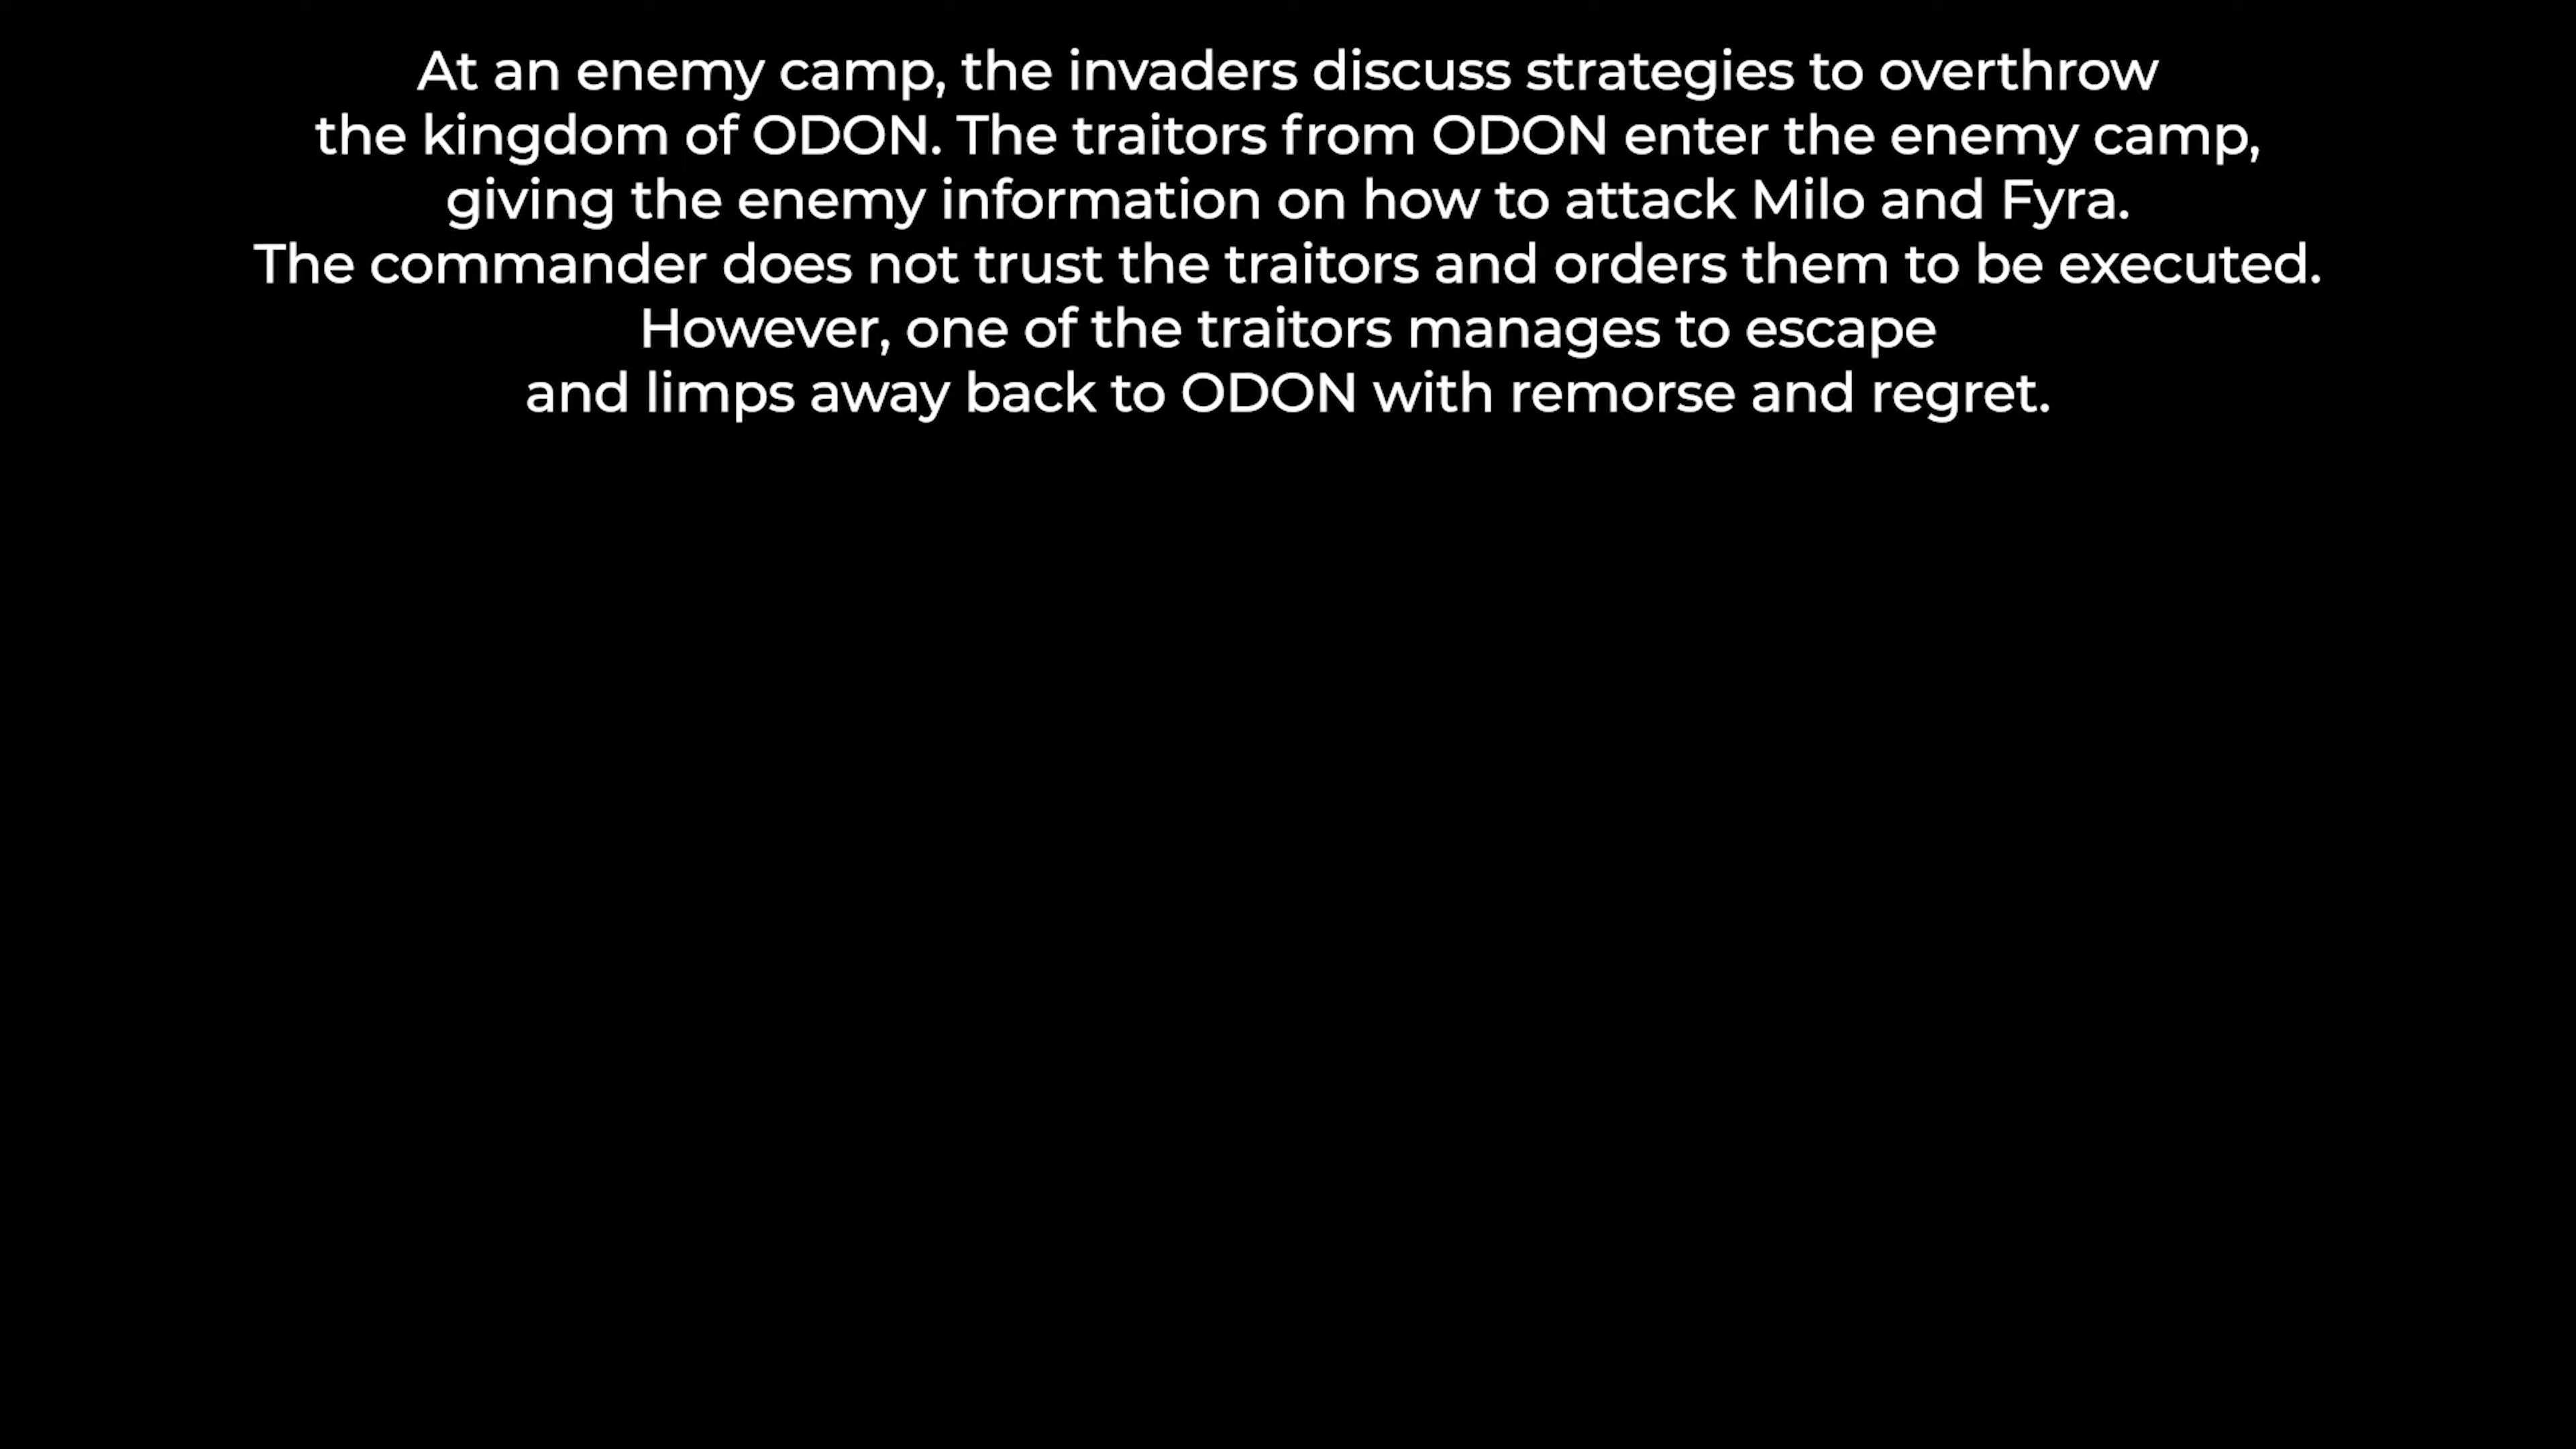 At an enemy camp, the invaders discuss strategies to overthrow
the kingdom of ODON. The traitors from ODON enter the enemy camp,
giving the enemy information on how to attack Milo and Fyra.
The commander does not trust the traitors and orders them to be executed.
However, one of the traitors manages to escape
and limps away back to ODON with remorse and regret.